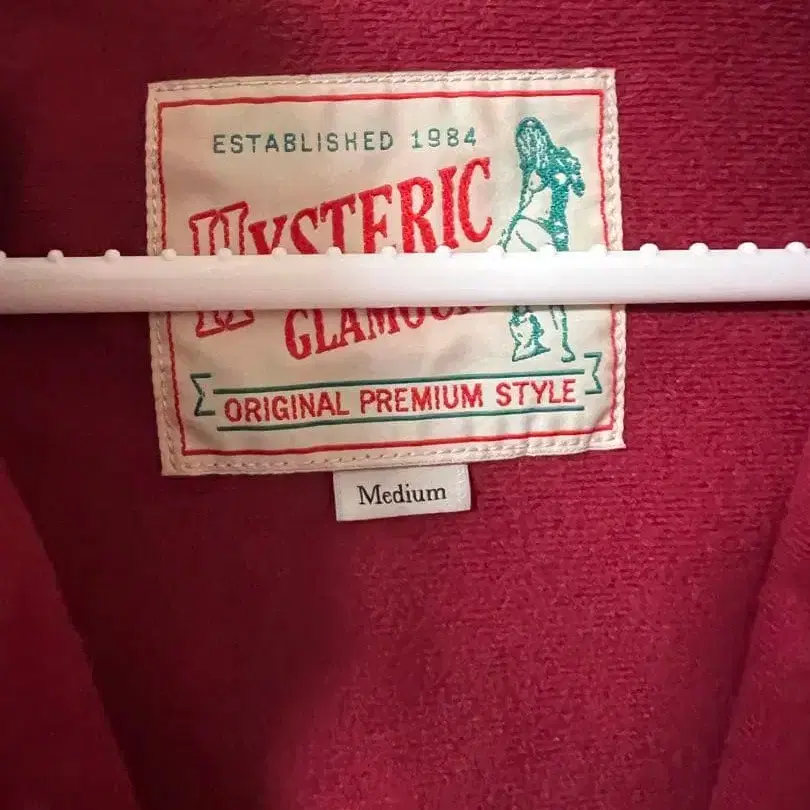 ESTABLISHED 1984
HYSTERIC
GLAMOUR
ORIGINAL PREMIUM STYLE
Medium